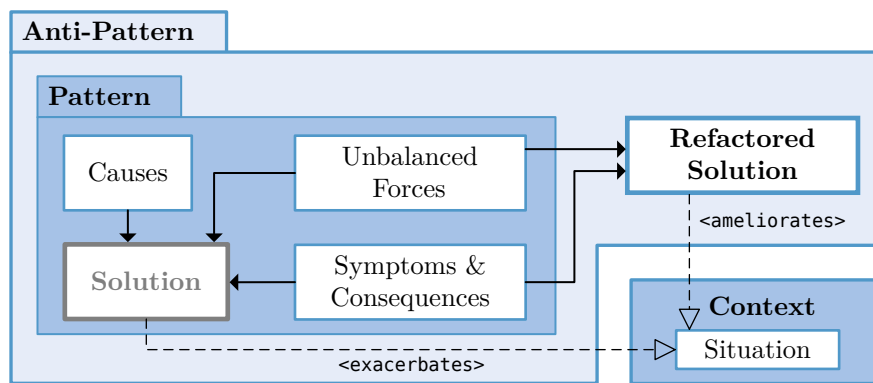 Anti-Pattern
Pattern
Causes
Unbalanced
Forces
Refactored
Solution
<ameliorates>
Solution
Symptoms &
Consequences
Context
Situation
<exacerbates>